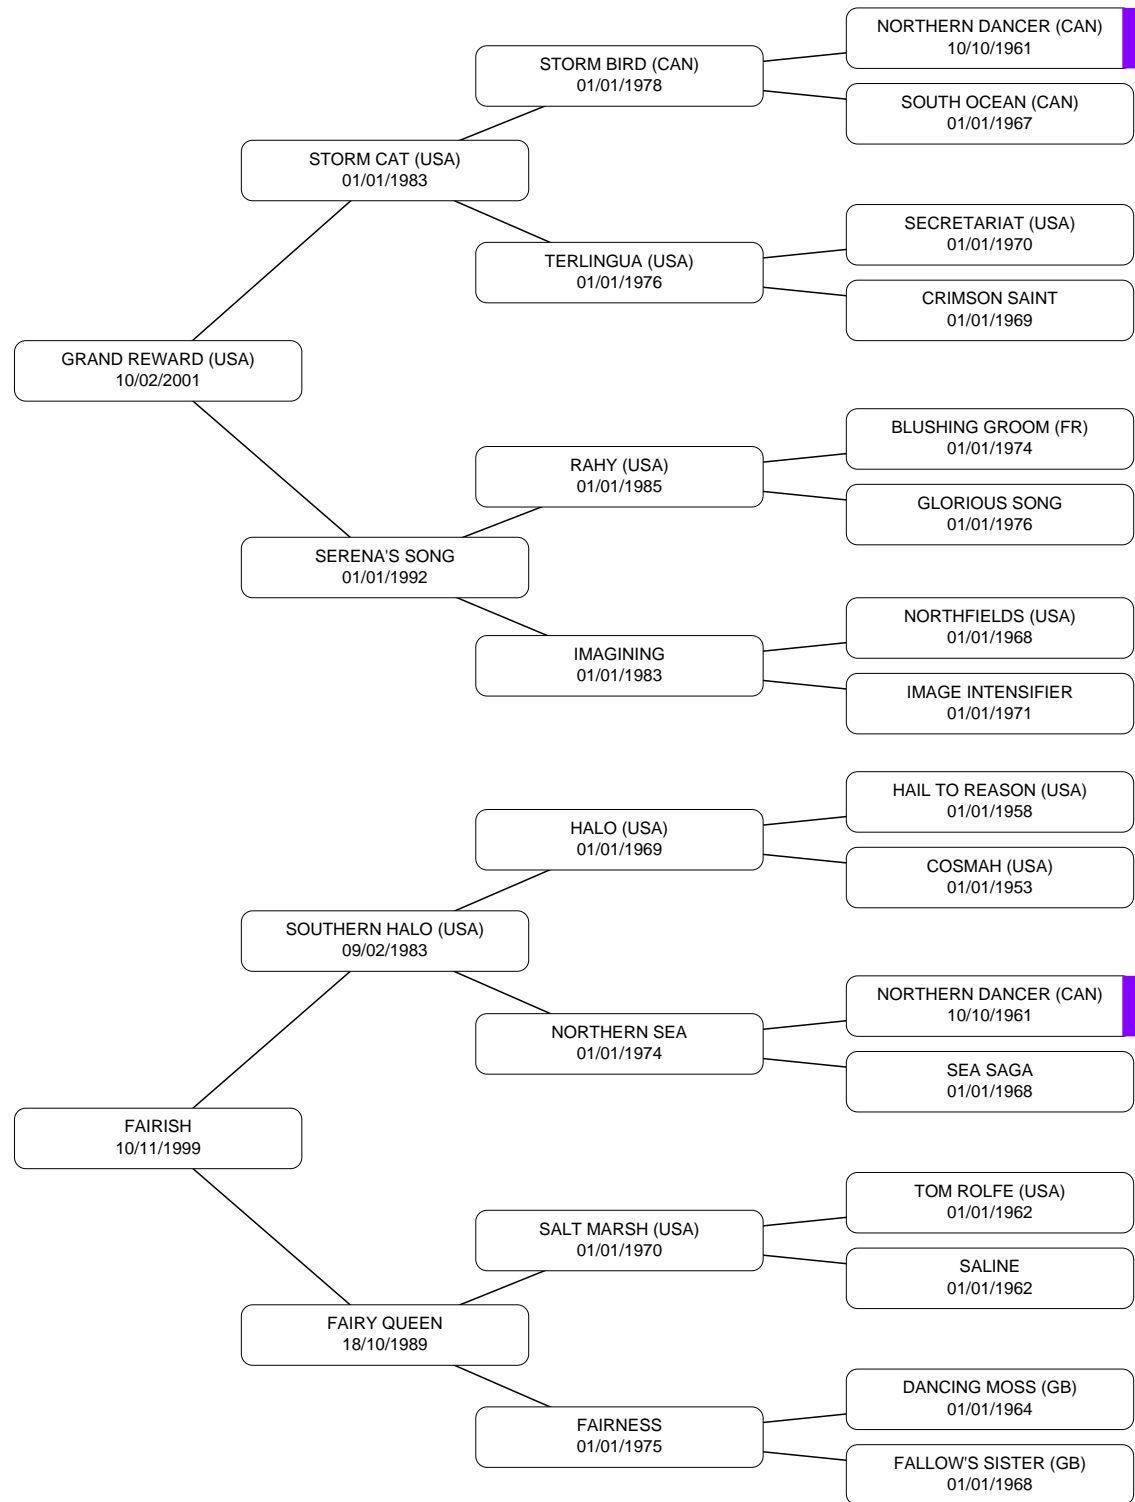 NORTHERN DANCER (CAN)
10/10/1961
STORM BIRD (CAN)
01/01/1978
SOUTH OCEAN (CAN)
01/01/1967
STORM CAT (USA)
01/01/1983
SECRETARIAT (USA)
01/01/1970
TERLINGUA (USA)
01/01/1976
CRIMSON SAINT
01/01/1969
GRAND REWARD (USA)
10/02/2001
BLUSHING GROOM (FR)
01/01/1974
RAHY (USA)
01/01/1985
GLORIOUS SONG
01/01/1976
SERENA'S SONG
01/01/1992
NORTHFIELDS (USA)
01/01/1968
IMAGINING
01/01/1983
IMAGE INTENSIFIER
01/01/1971
HAIL TO REASON (USA)
01/01/1958
HALO (USA)
01/01/1969
COSMAH (USA)
01/01/1953
SOUTHERN HALO (USA)
09/02/1983
NORTHERN DANCER (CAN)
10/10/1961
NORTHERN SEA
01/01/1974
SEA SAGA
01/01/1968
FAIRISH
10/11/1999
TOM ROLFE (USA)
01/01/1962
SALT MARSH (USA)
01/01/1970
SALINE
01/01/1962
FAIRY QUEEN
18/10/1989
DANCING MOSS (GB)
01/01/1964
FAIRNESS
01/01/1975
FALLOW'S SISTER (GB)
01/01/1968